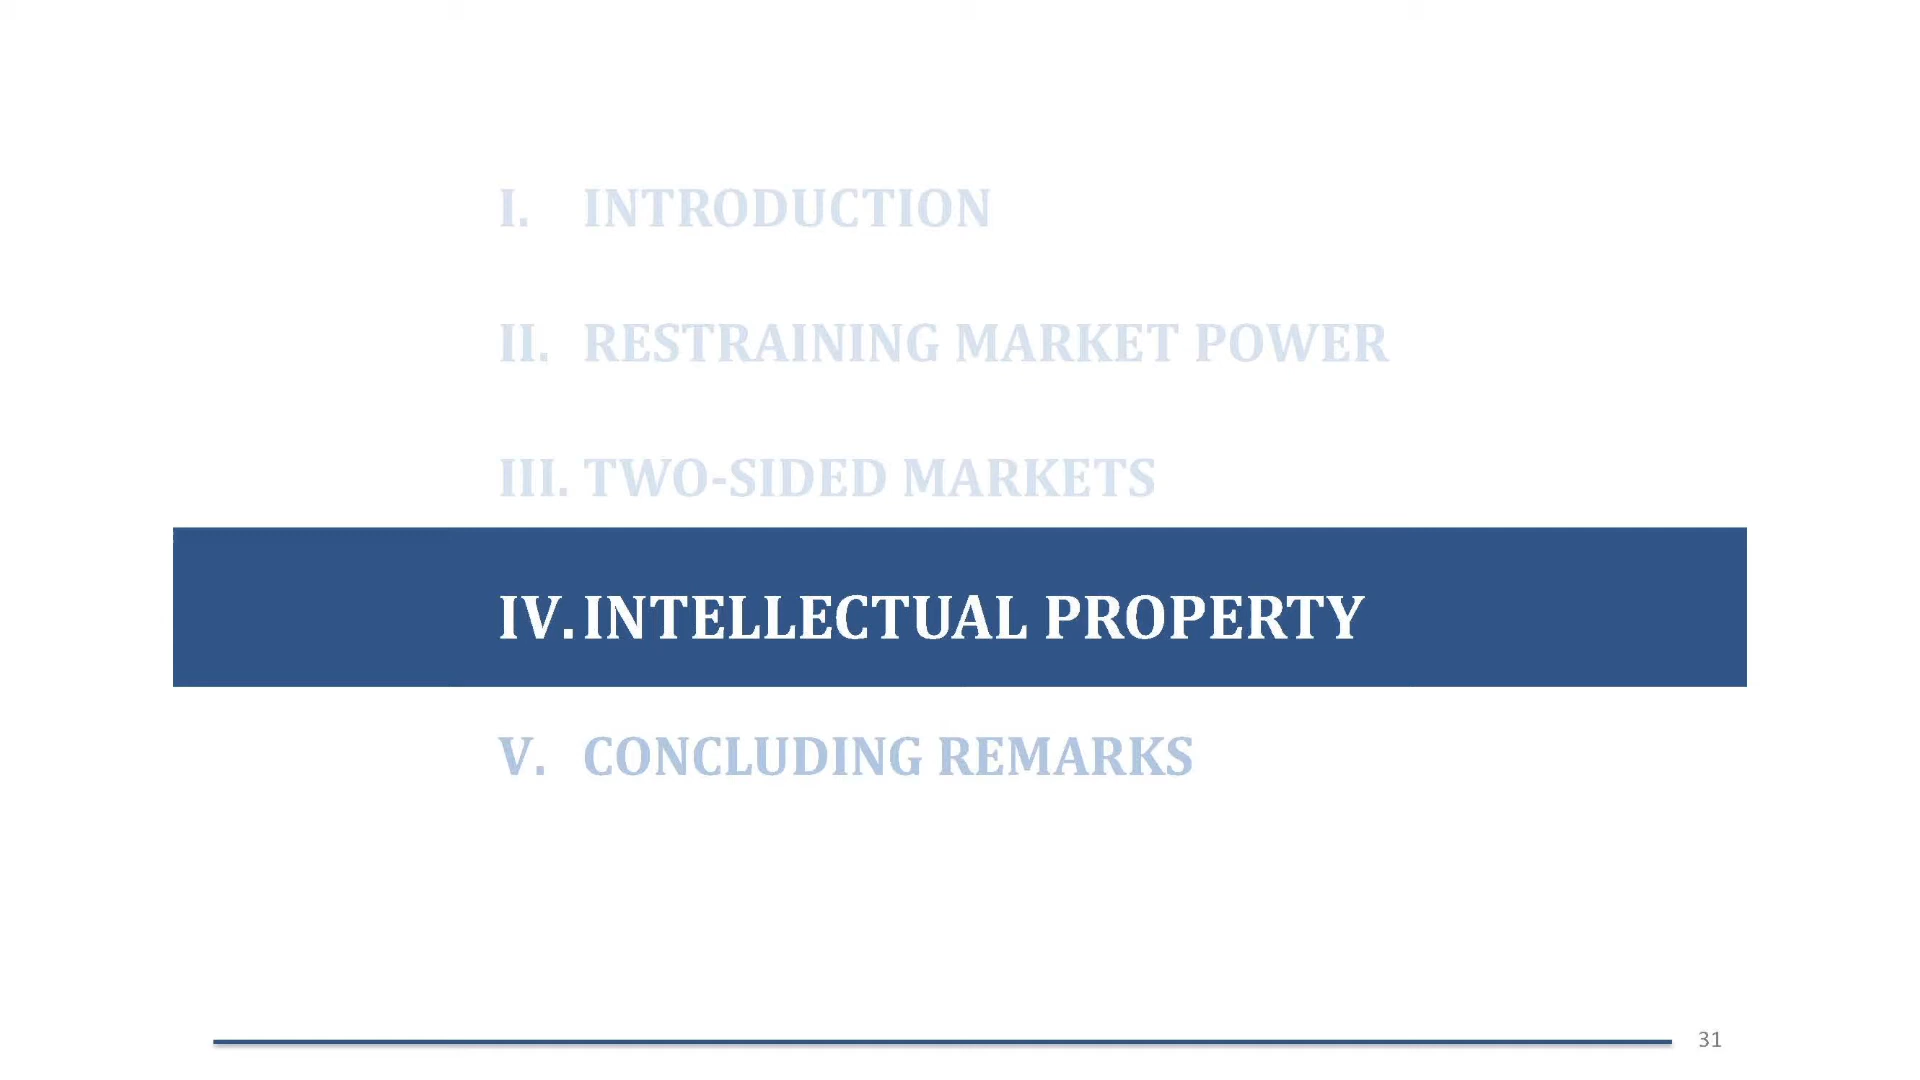 I. INTRODUCTION
II. RESTRAINING MARKET POWER
III. TWO-SIDED MARKETS
IV. INTELLECTUAL PROPERTY
V. CONCLUDING REMARKS
31